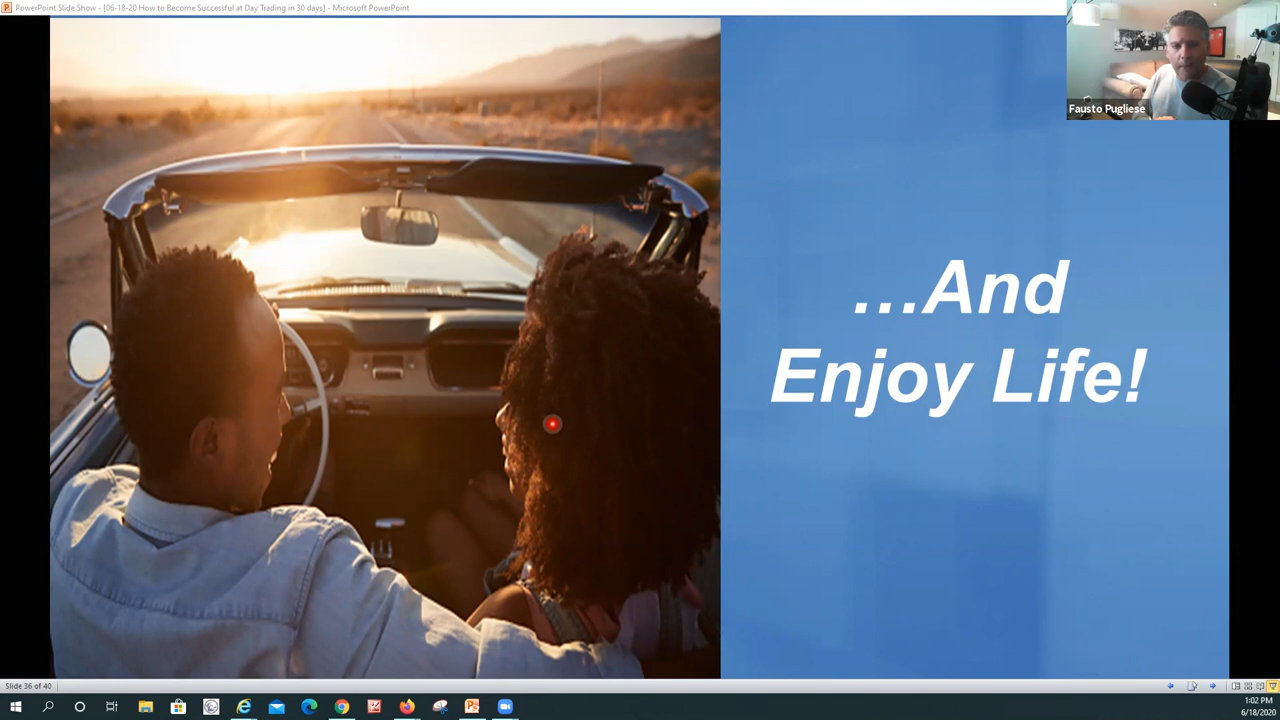 PowerPoint Slide Show - [06-18-20 How to Become Successful at Day Trading in 30 days] - Microsoft PowerPoint
Fausto Pugliese
...And
Enjoy Life!
Slide 36 of 40
1:02 PM
6/18/2020